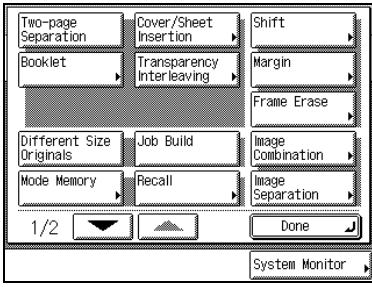 Two-page
Separation
Cover/Sheet
Insertion
Shift
Booklet
Transparency
Interleaving
Margin
Frame Erase
Different Size
Originals
Job Build
Image
Combination
Mode Memory
Recall
Image
Separation
1/2
Done
System Monitor